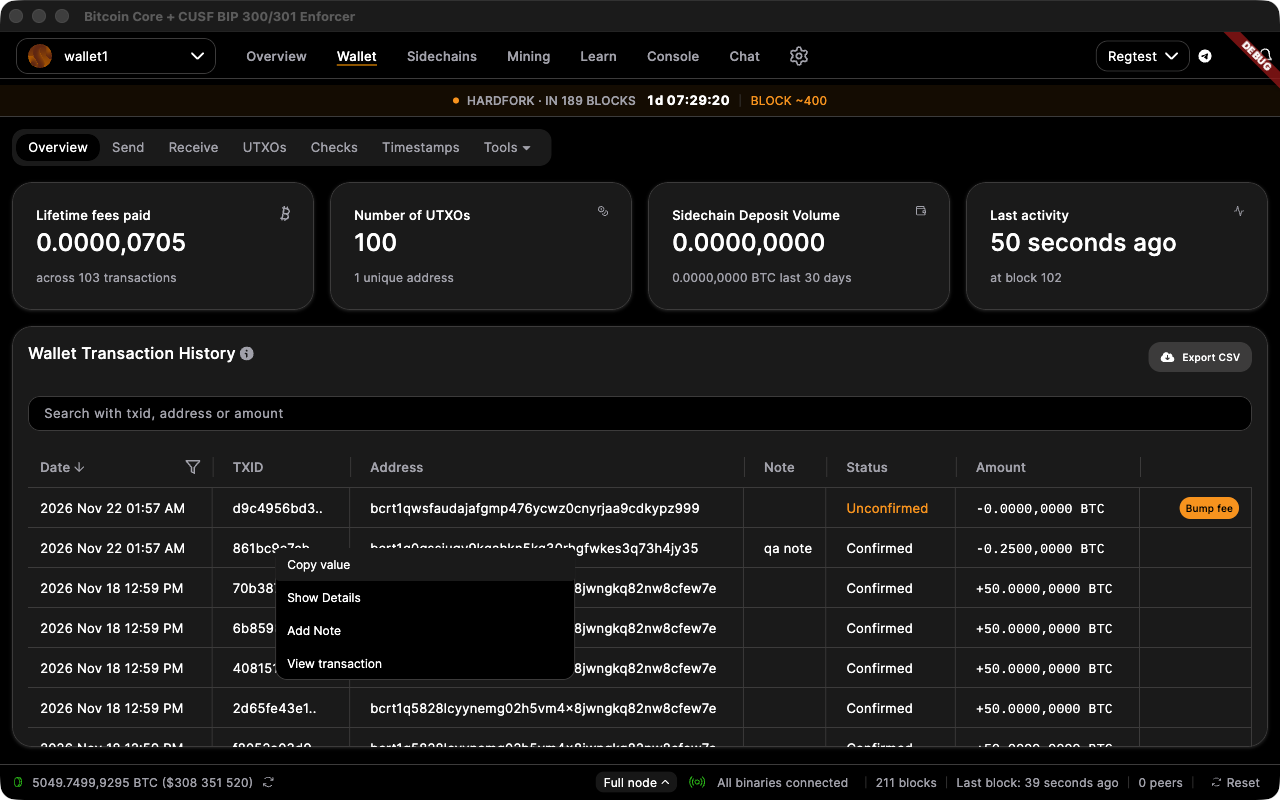 Bitcoin Core + CUSF BIP 300/301 Enforcer
wallet1 Overview Wallet Sidechains Mining Learn Console Chat Regtest DEBUG
HARDFORK · IN 189 BLOCKS 1d 07:29:20 BLOCK ~400
Overview Send Receive UTXOs Checks Timestamps Tools
Lifetime fees paid
0.0000,0705
across 103 transactions
Number of UTXOs
100
1 unique address
Sidechain Deposit Volume
0.0000,0000
0.0000,0000 BTC last 30 days
Last activity
50 seconds ago
at block 102
Wallet Transaction History
Export CSV
Search with txid, address or amount
Date TXID Address Note Status Amount
2026 Nov 22 01:57 AM d9c4956bd3.. bcrt1qwsfaudajafgmp476ycwz0cnyrjaa9cdkypz999 Unconfirmed -0.0000,0000 BTC Bump fee
2026 Nov 22 01:57 AM qa note Confirmed -0.2500,0000 BTC
Copy value
2026 Nov 18 12:59 PM 8jwngkq82nw8cfew7e Confirmed +50.0000,0000 BTC
Show Details
2026 Nov 18 12:59 PM 6b859 8jwngkq82nw8cfew7e Confirmed +50.0000,0000 BTC
Add Note
2026 Nov 18 12:59 PM 8jwngkq82nw8cfew7e Confirmed +50.0000,0000 BTC
View transaction
2026 Nov 18 12:59 PM 2d65fe43e1.. bcrt1q5828lcyynemg02h5vm4x8jwngkq82nw8cfew7e Confirmed +50.0000,0000 BTC
5049.7499,9295 BTC ($308 351 520) Full node All binaries connected 211 blocks Last block: 39 seconds ago 0 peers Reset